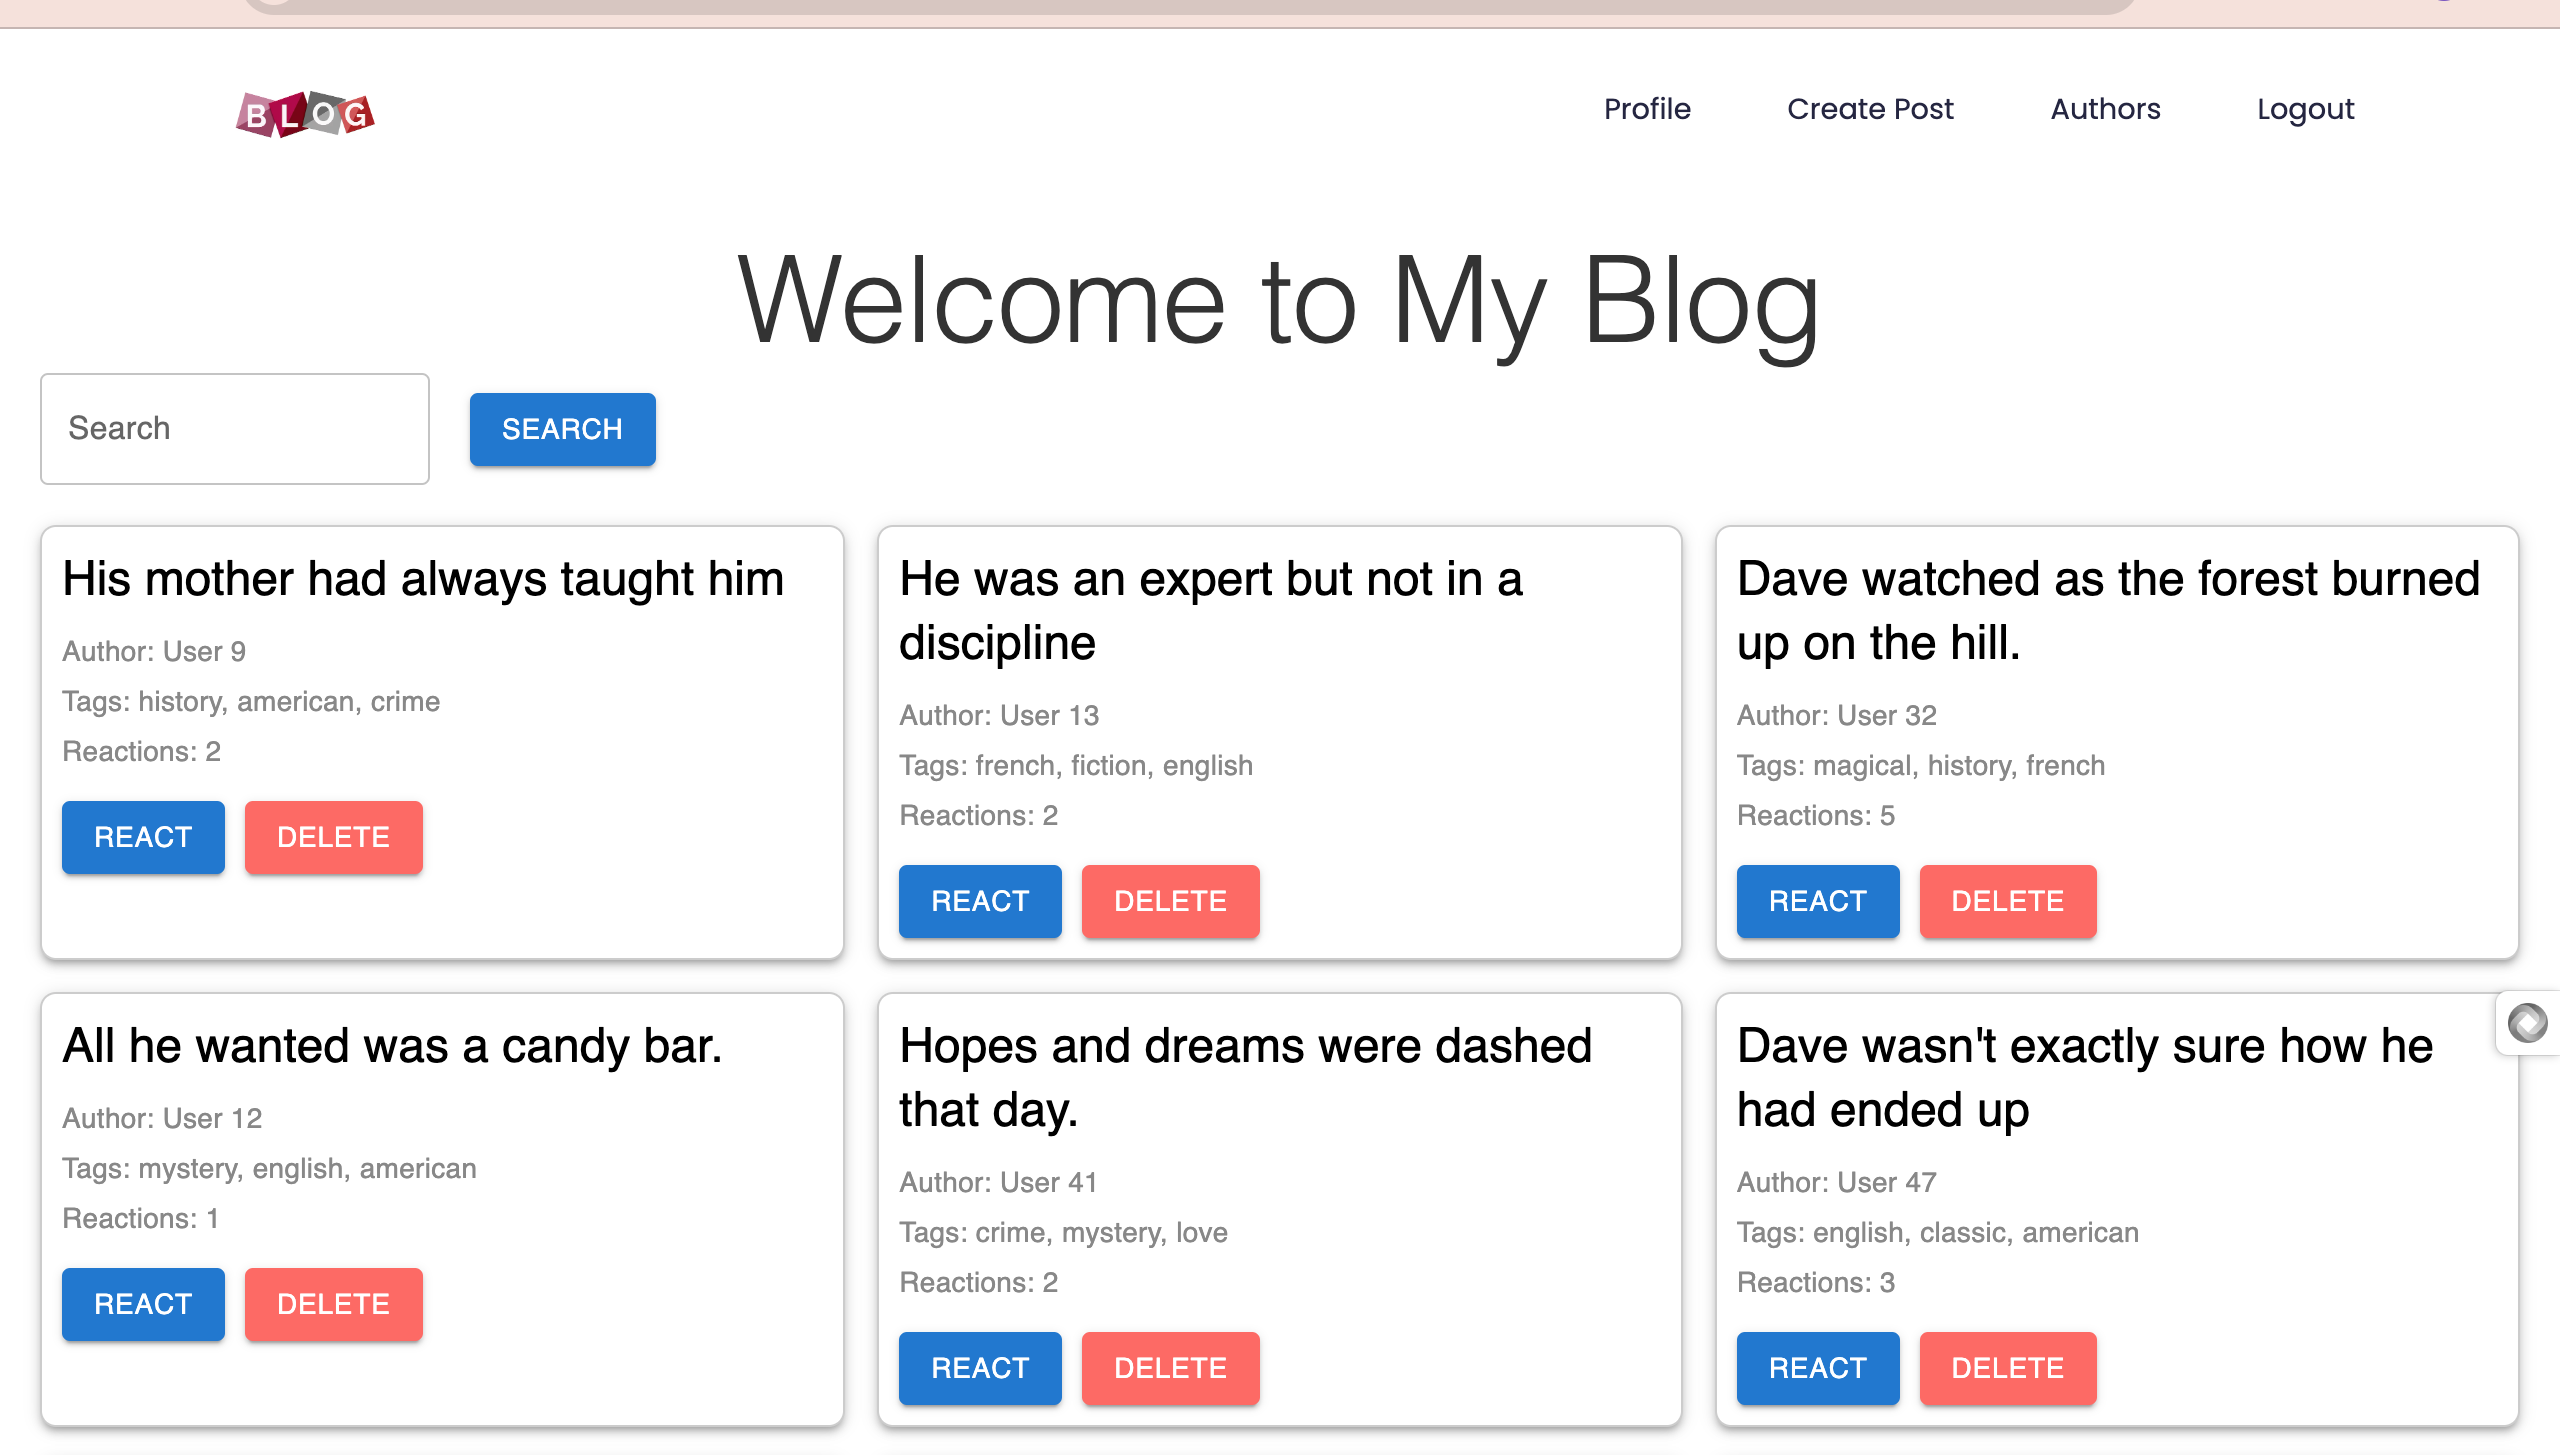 BLOG
Profile
Create Post
Authors
Logout
Welcome to My Blog
Search
SEARCH
His mother had always taught him
Author: User 9
Tags: history, american, crime
Reactions: 2
REACT
DELETE
He was an expert but not in a
discipline
Author: User 13
Tags: french, fiction, english
Reactions: 2
REACT
DELETE
Dave watched as the forest burned
up on the hill.
Author: User 32
Tags: magical, history, french
Reactions: 5
REACT
DELETE
All he wanted was a candy bar.
Author: User 12
Tags: mystery, english, american
Reactions: 1
REACT
DELETE
Hopes and dreams were dashed
that day.
Author: User 41
Tags: crime, mystery, love
Reactions: 2
REACT
DELETE
Dave wasn't exactly sure how he
had ended up
Author: User 47
Tags: english, classic, american
Reactions: 3
REACT
DELETE